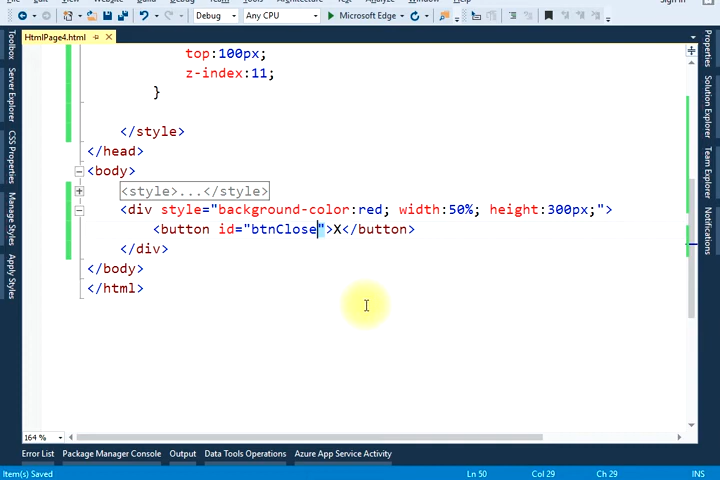 Debug Any CPU Microsoft Edge
HtmlPage4.html
top:100px;
z-index:11;
}
</style>
</head>
<body>
<style>...</style>
<div style="background-color:red; width:50%; height:300px;">
<button id="btnClose">X</button>
</div>
</body>
</html>
Toolbox
Server Explorer
CSS Properties
Manage Styles
Apply Styles
Properties
Solution Explorer
Team Explorer
Notifications
164 %
Error List Package Manager Console Output Data Tools Operations Azure App Service Activity
Item(s) Saved Ln 50 Col 29 Ch 29 INS